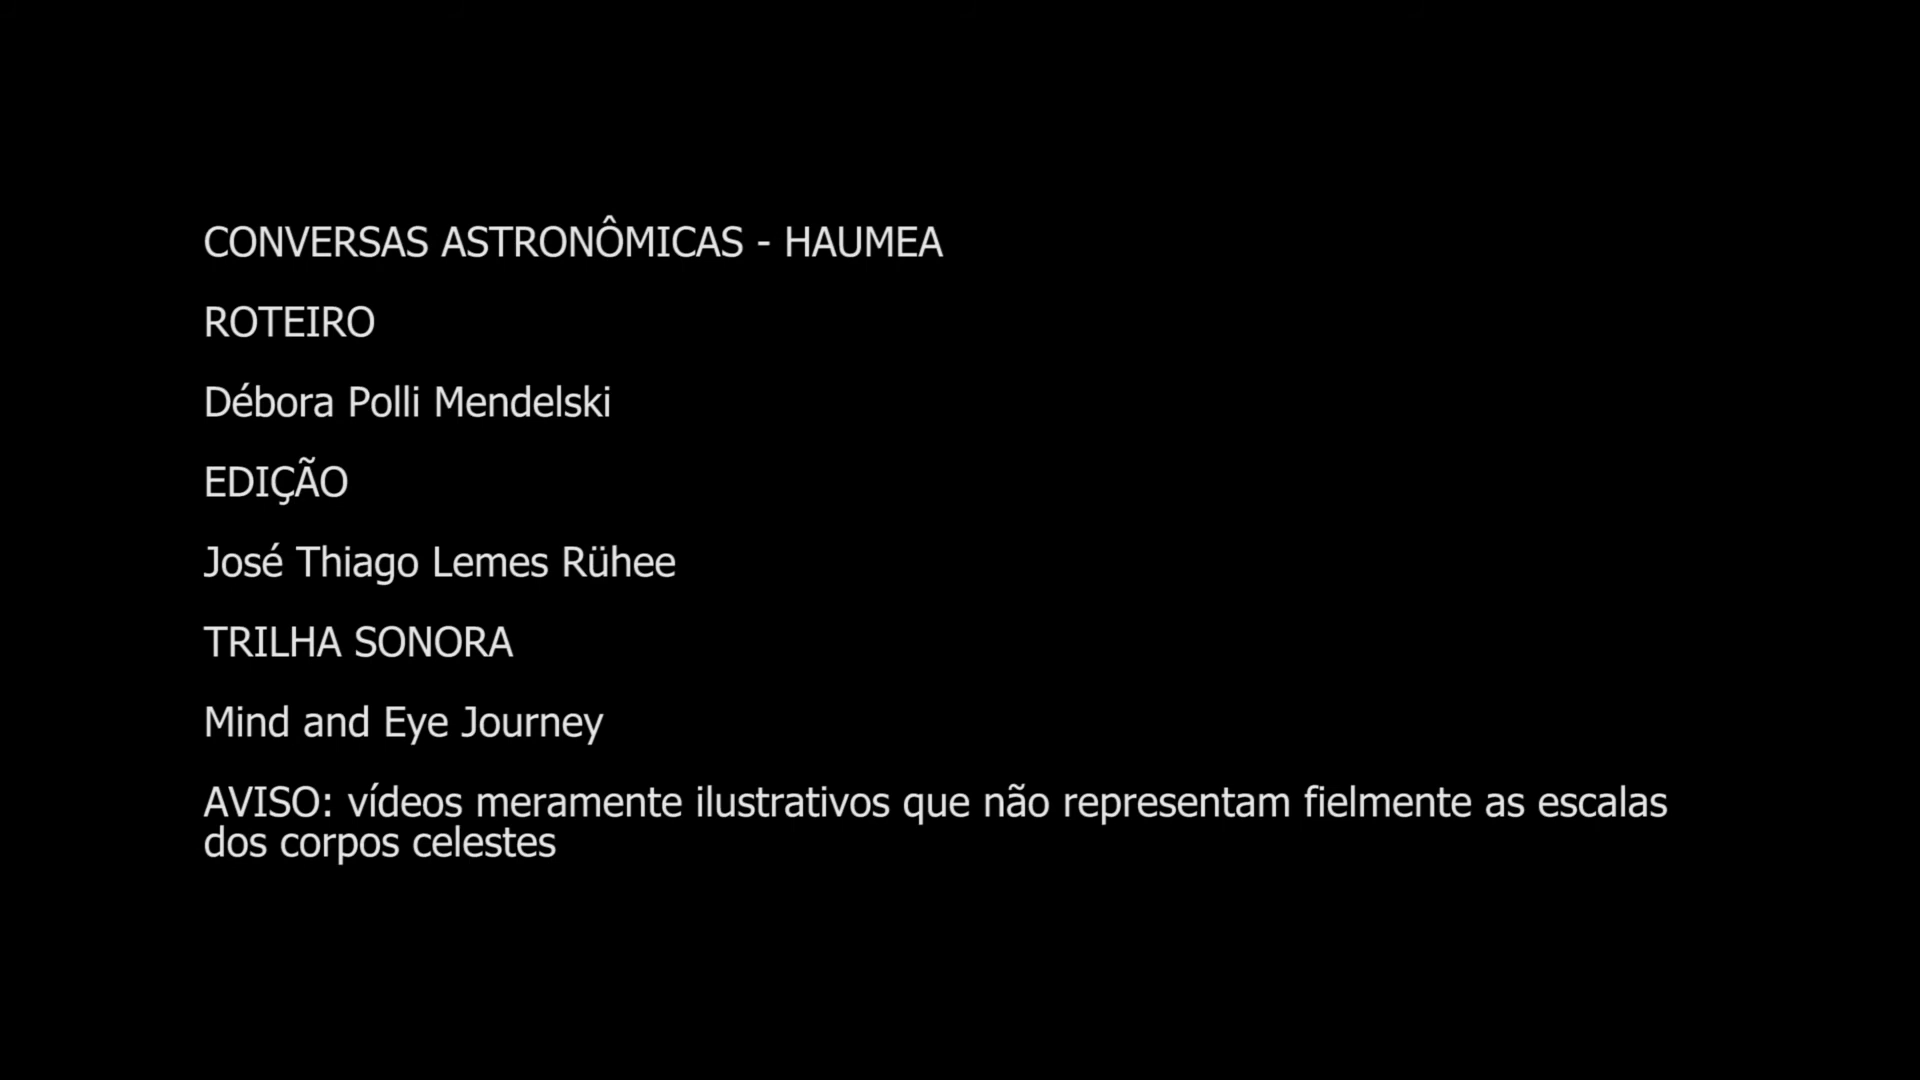 CONVERSAS ASTRONÔMICAS - HAUMEA
ROTEIRO
Débora Polli Mendelski
EDIÇÃO
José Thiago Lemes Rühee
TRILHA SONORA
Mind and Eye Journey
AVISO: vídeos meramente ilustrativos que não representam fielmente as escalas
dos corpos celestes